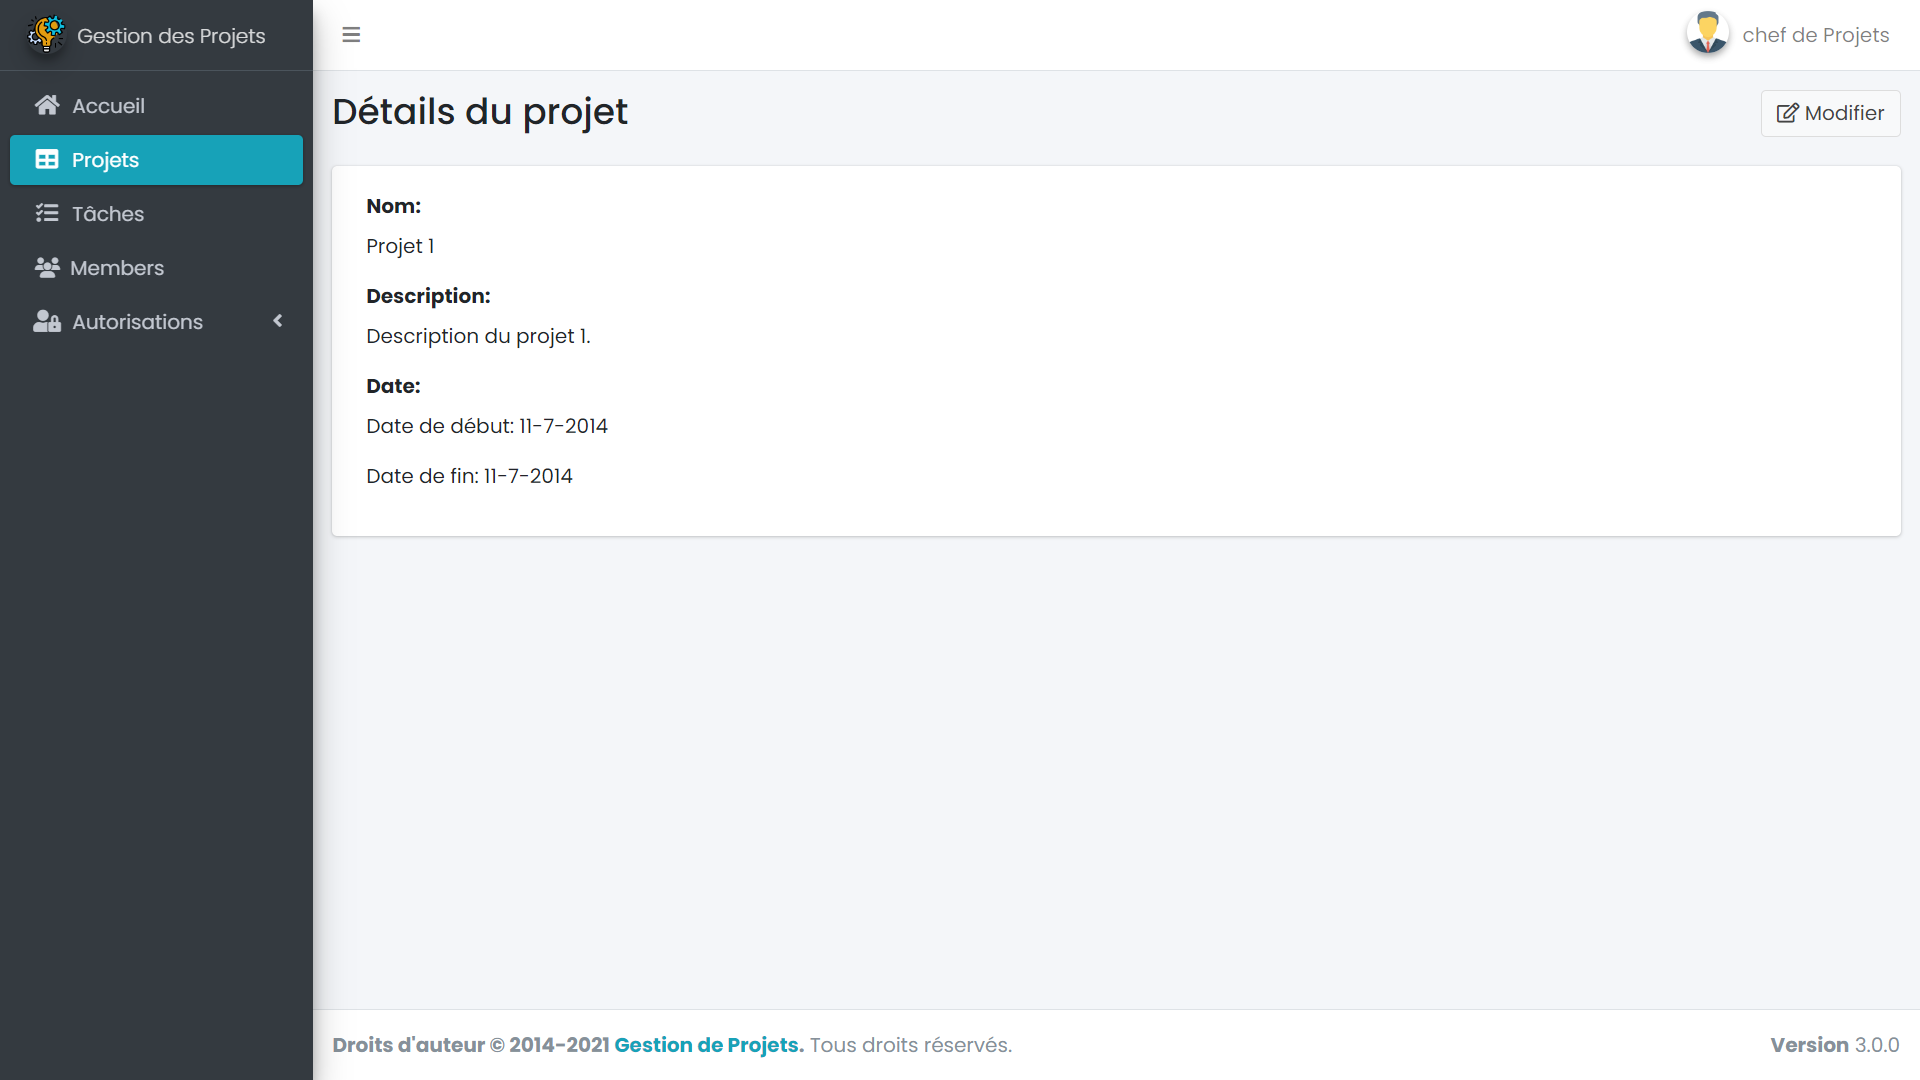 Gestion des Projets
chef de Projets
Accueil
Projets
Tâches
Members
Autorisations
Détails du projet
Modifier
Nom:
Projet 1
Description:
Description du projet 1.
Date:
Date de début: 11-7-2014
Date de fin: 11-7-2014
Droits d'auteur © 2014-2021 Gestion de Projets. Tous droits réservés.
Version 3.0.0